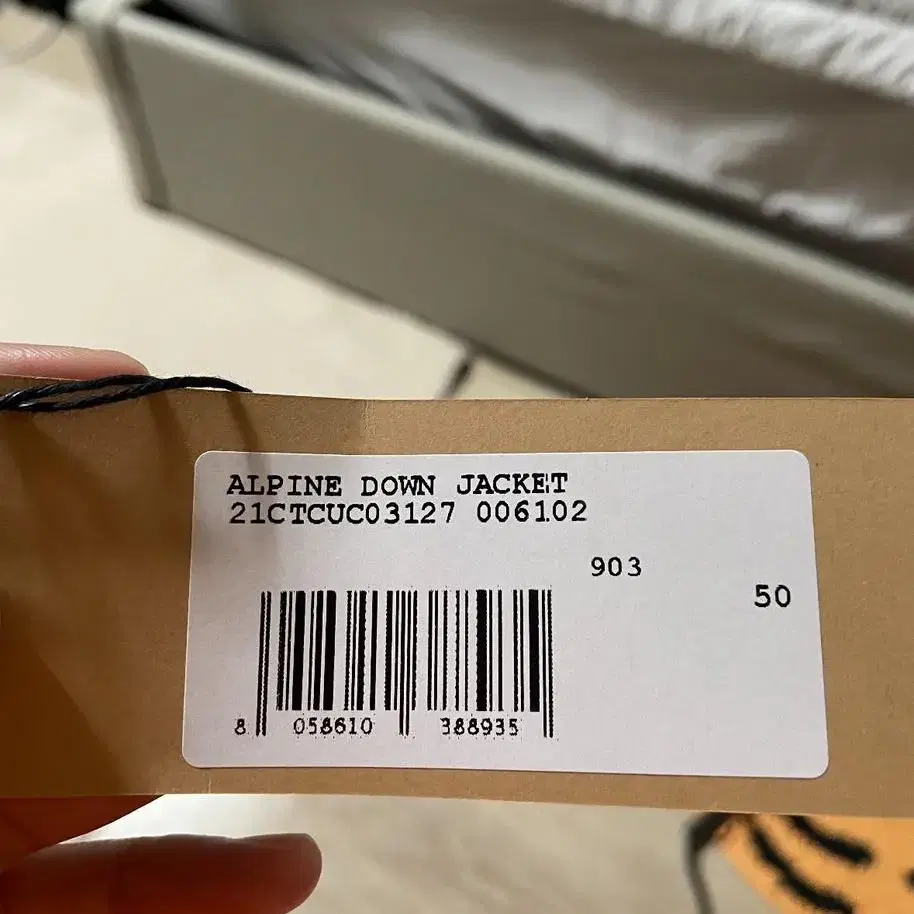 ALPINE DOWN JACKET
21CTCUC03127 006102
903
50
8 058610 388935